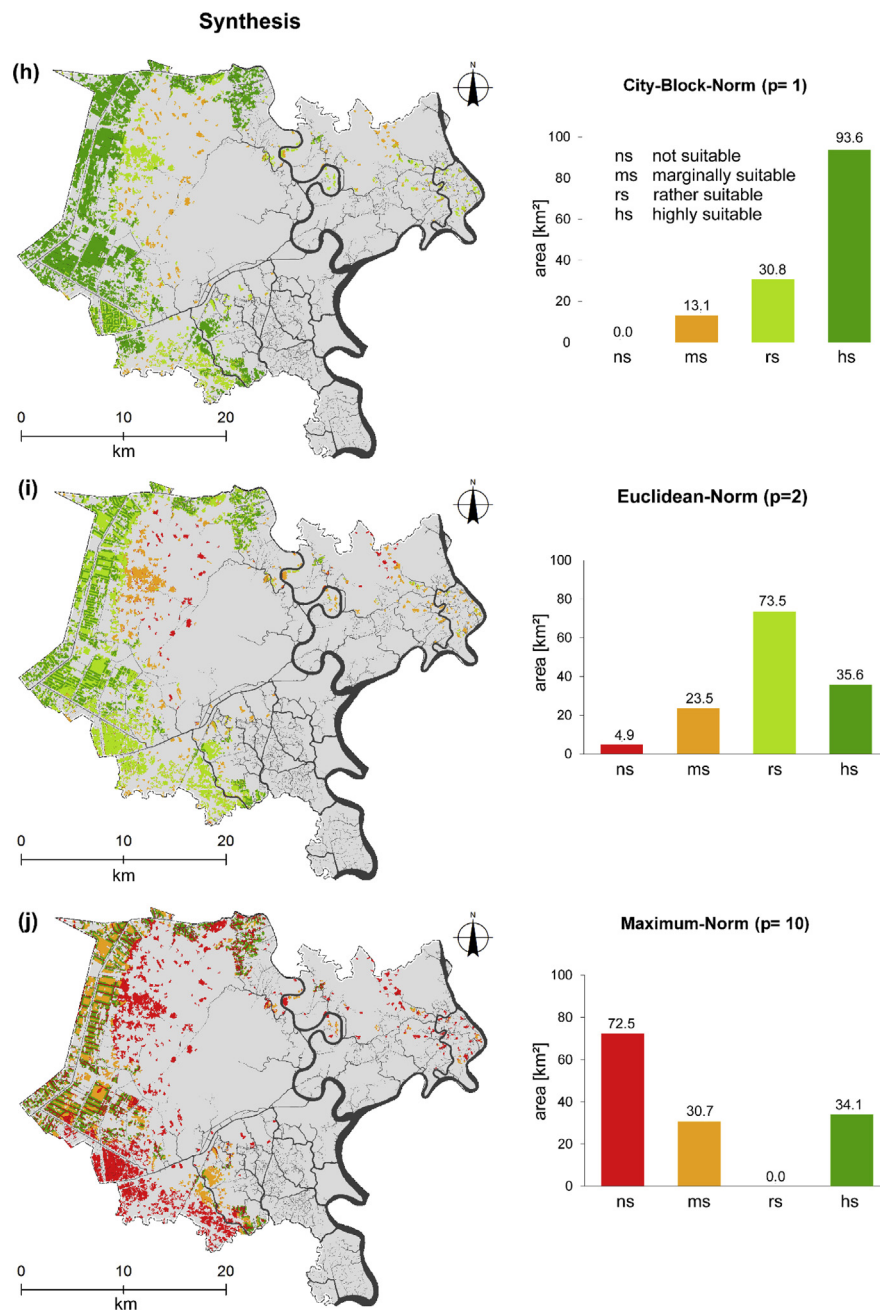 Synthesis
(h)
N
0 10 20
km
City-Block-Norm (p= 1)
area [km²]
100
80
60
40
20
0
ns not suitable
ms marginally suitable
rs rather suitable
hs highly suitable
0.0
13.1
30.8
93.6
ns ms rs hs
(i)
N
0 10 20
km
Euclidean-Norm (p=2)
area [km²]
100
80
60
40
20
0
4.9
23.5
73.5
35.6
ns ms rs hs
(j)
N
0 10 20
km
Maximum-Norm (p= 10)
area [km²]
100
80
60
40
20
0
72.5
30.7
0.0
34.1
ns ms rs hs